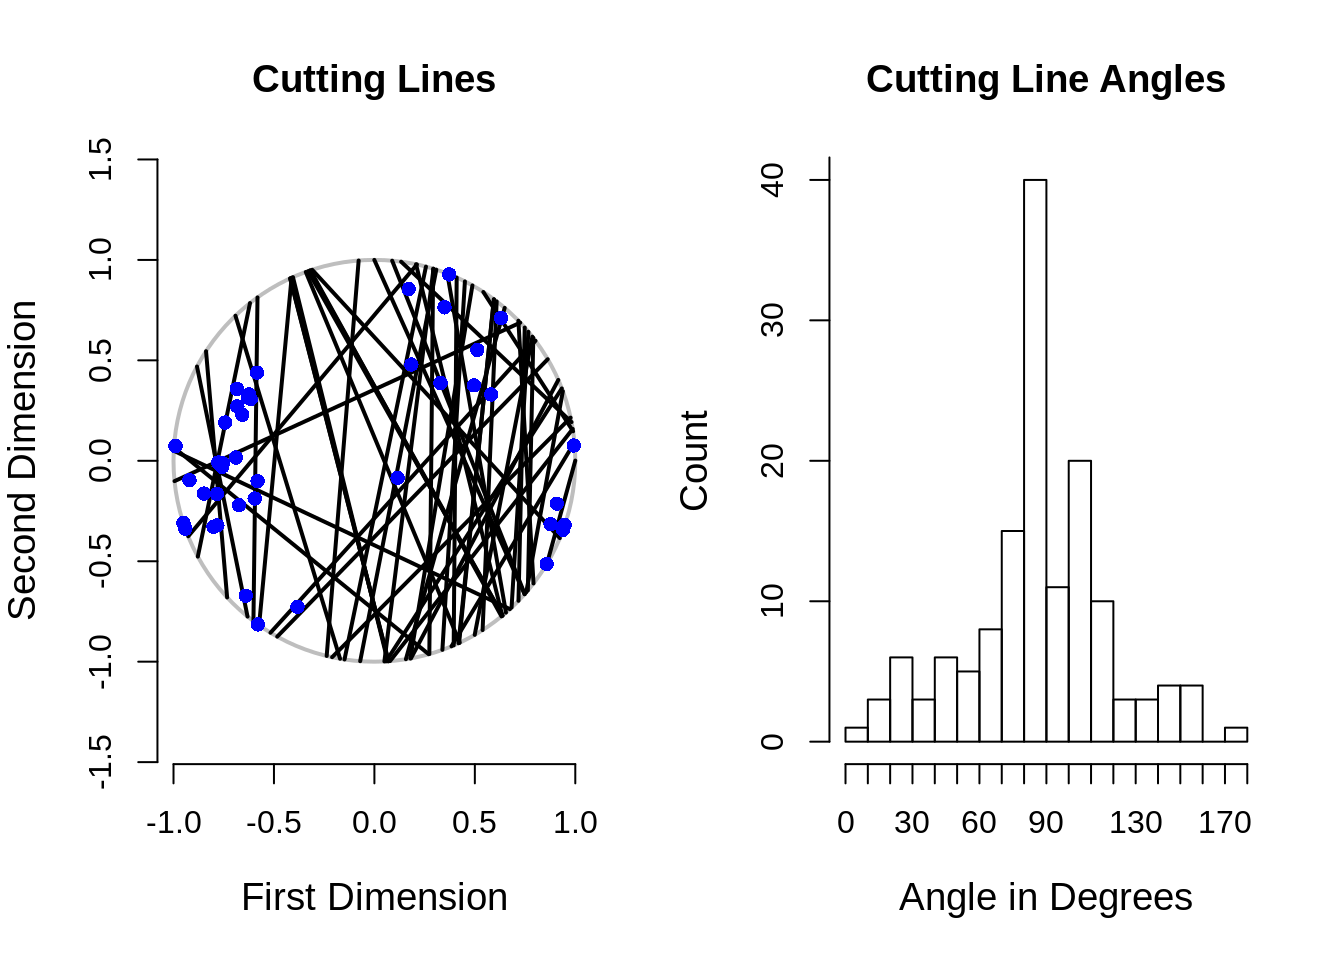 Cutting Lines
Second Dimension
1.5
1.0
0.5
0.0
-0.5
-1.0
-1.5
-1.0 -0.5 0.0 0.5 1.0
First Dimension
Cutting Line Angles
Count
40
30
20
10
0
0 30 60 90 130 170
Angle in Degrees